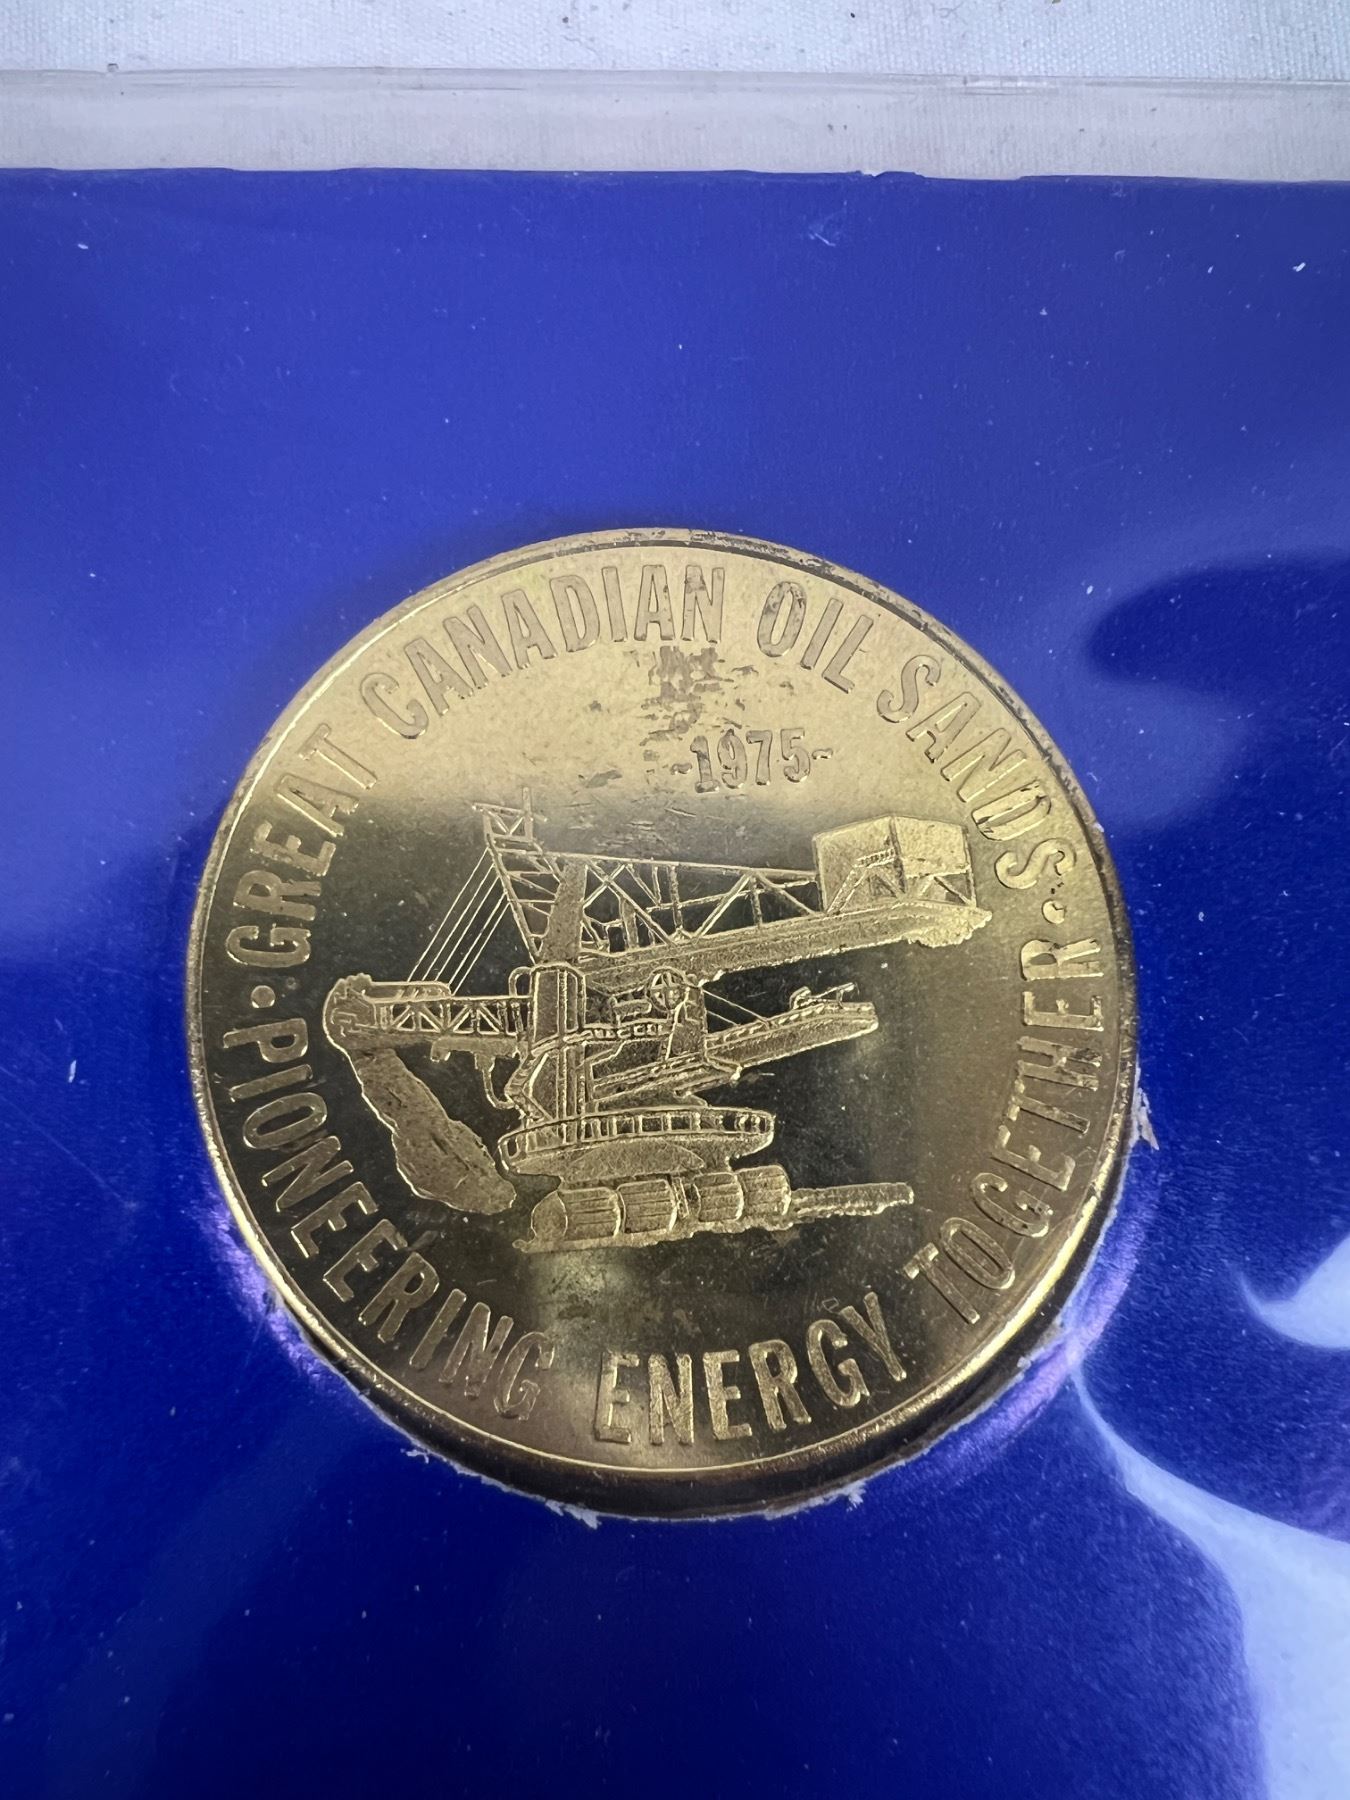 ·GREAT CANADIAN OIL SANDS·
-1975-
PIONEERING ENERGY TOGETHER